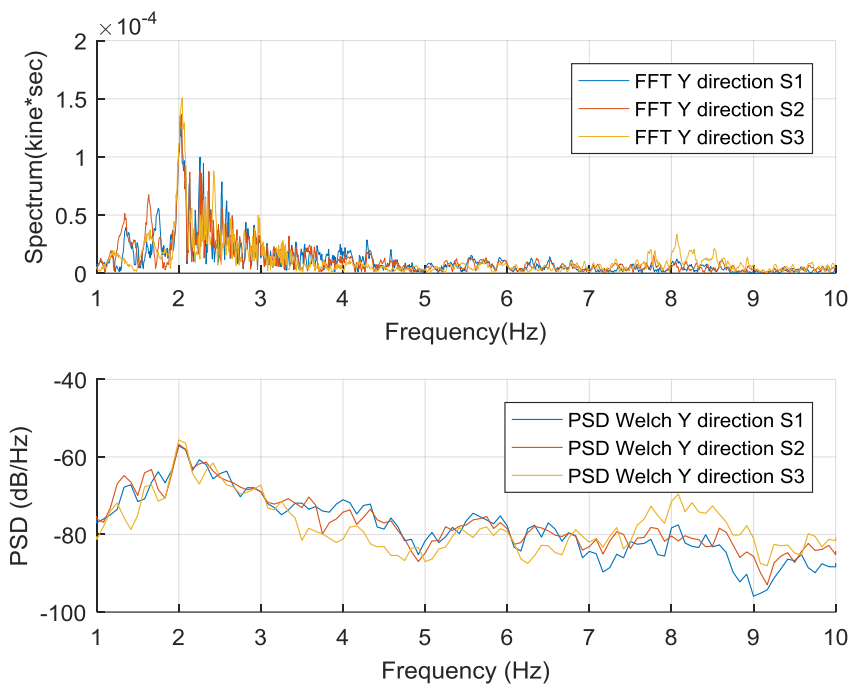 ×10⁻⁴
2
1.5
1
0.5
0
Spectrum(kine*sec)
FFT Y direction S1
FFT Y direction S2
FFT Y direction S3
1 2 3 4 5 6 7 8 9 10
Frequency(Hz)
-40
-60
-80
-100
PSD (dB/Hz)
PSD Welch Y direction S1
PSD Welch Y direction S2
PSD Welch Y direction S3
1 2 3 4 5 6 7 8 9 10
Frequency (Hz)